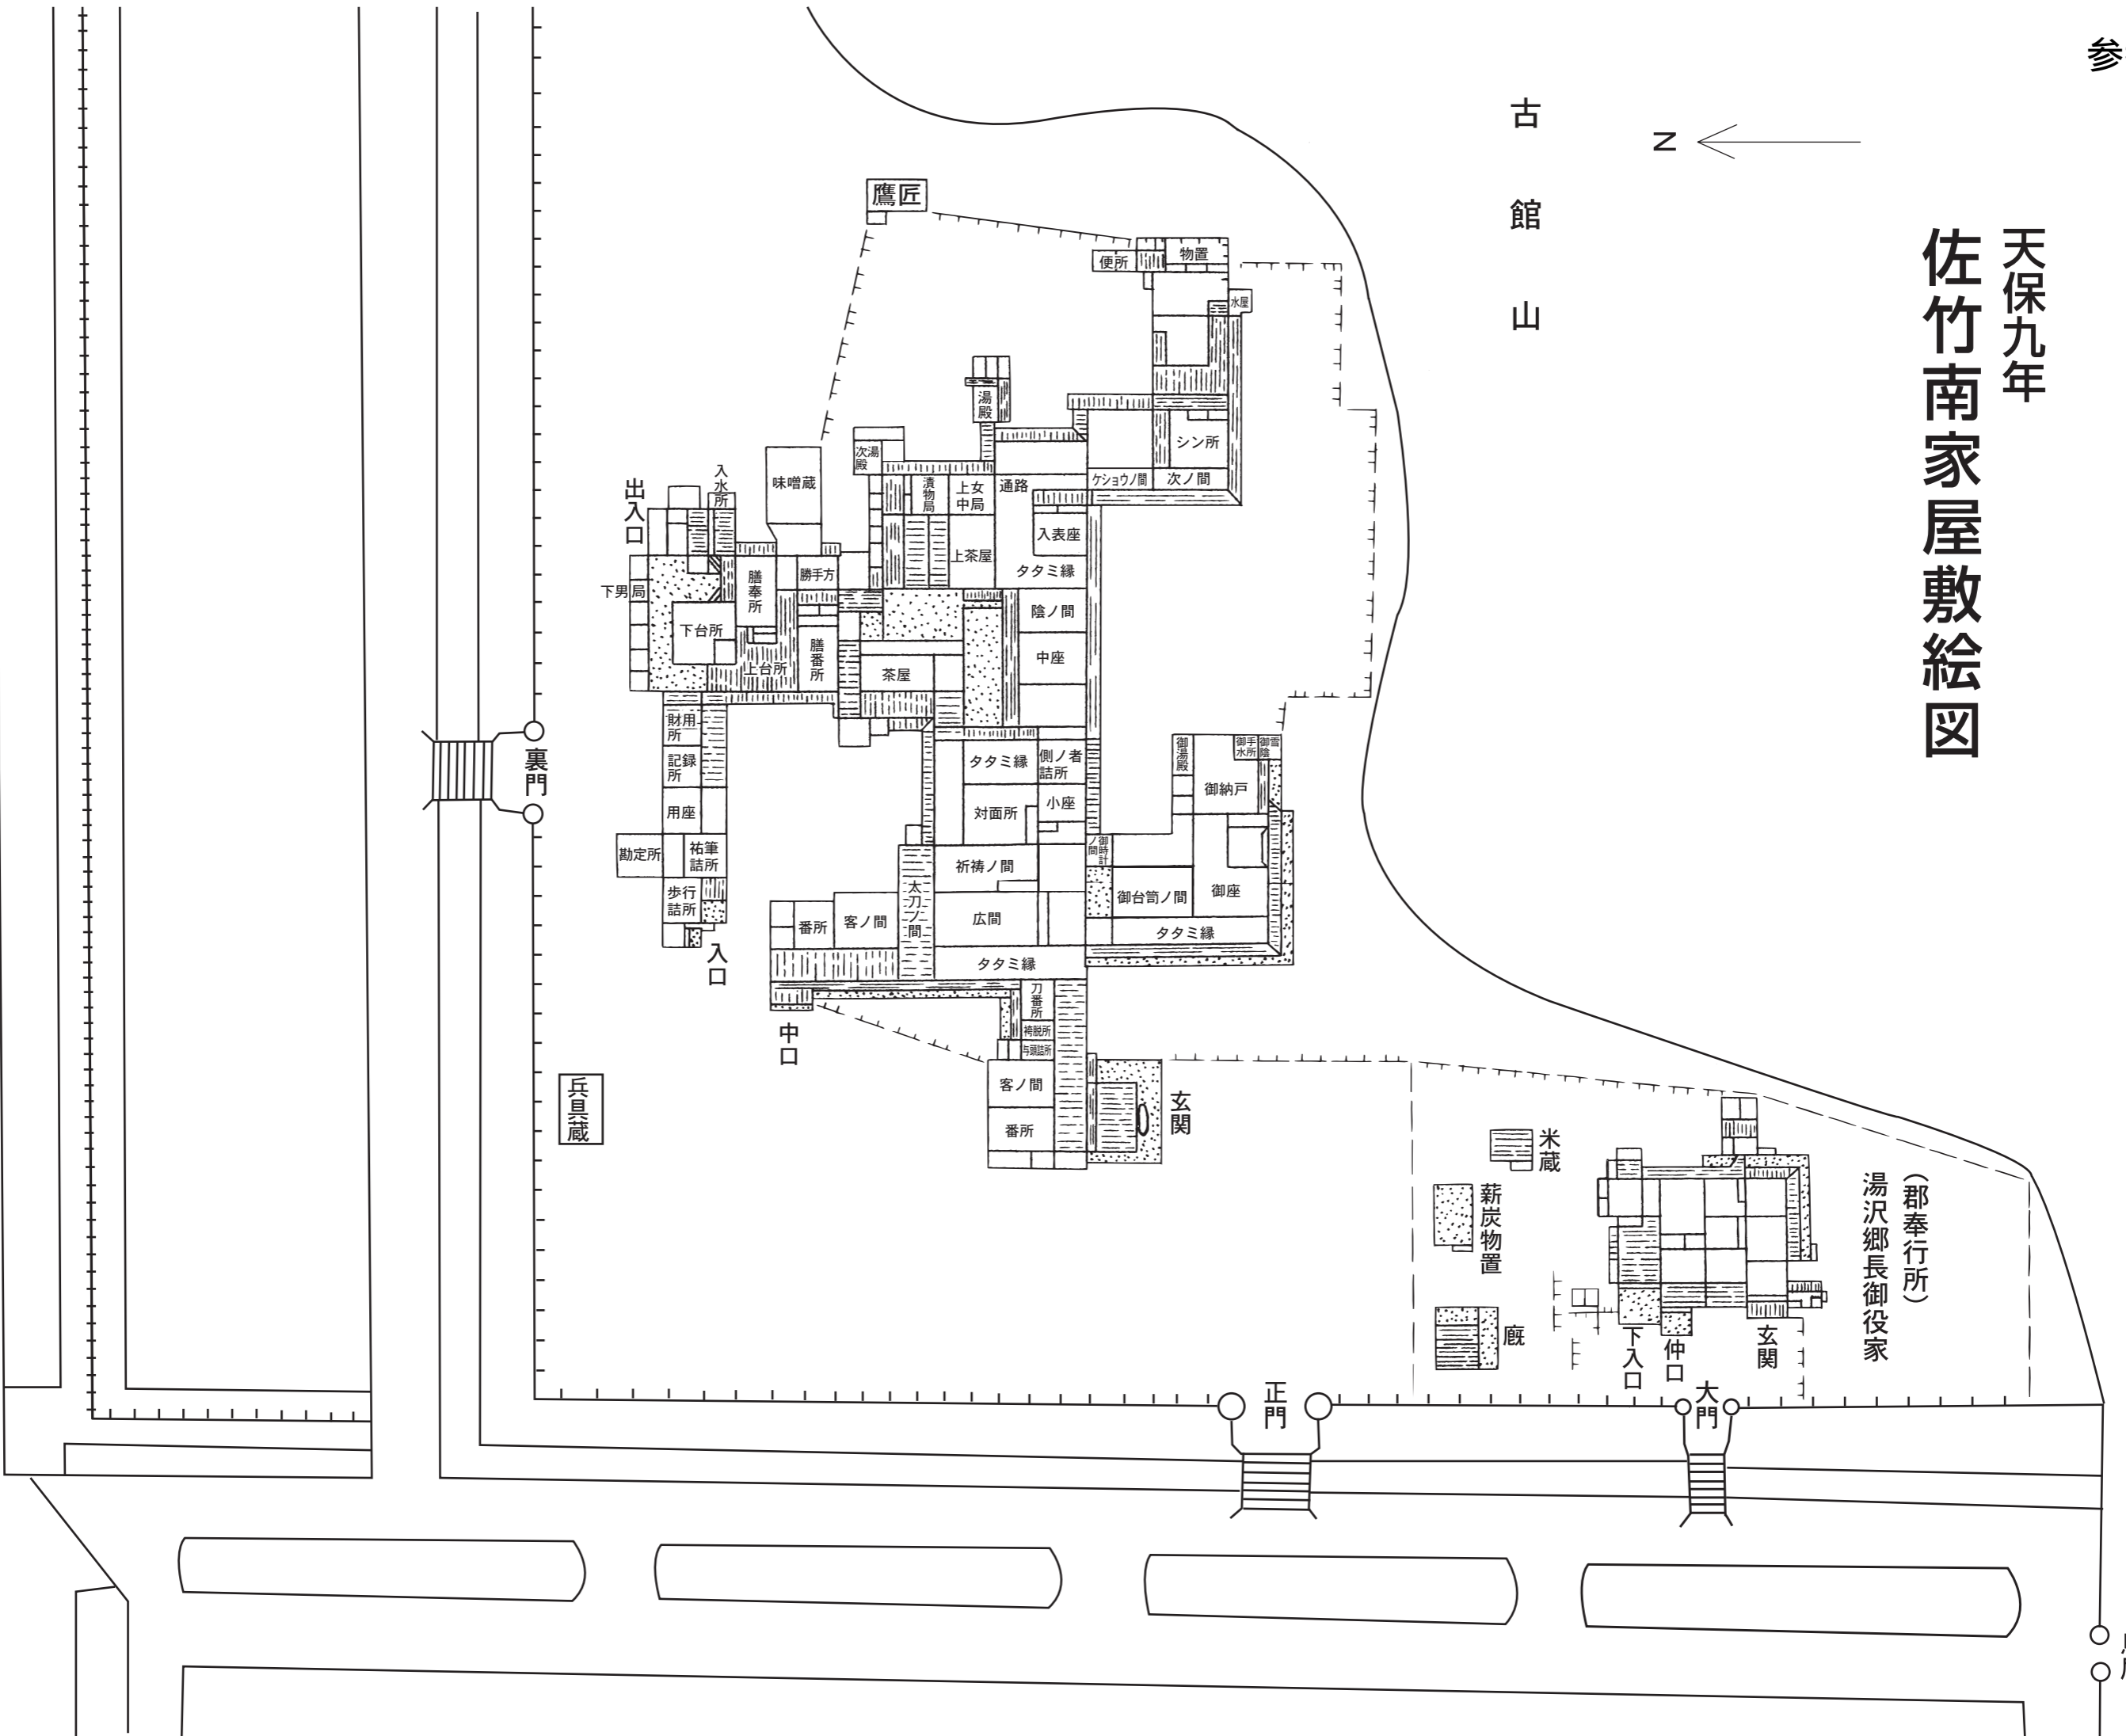 参
天保九年
佐竹南家屋敷絵図
N
古館山
鷹匠
便所
物置
水屋
湯殿
シン所
ケショウノ間
次ノ間
次湯殿
漬物局
上女中局
通路
入表座
上茶屋
タタミ縁
味噌蔵
入水所
出入口
下男局
膳奉所
勝手方
下台所
上台所
膳番所
茶屋
陰ノ間
中座
財用所
記録所
用座
勘定所
祐筆詰所
歩行詰所
入口
裏門
タタミ縁
側ノ者詰所
対面所
小座
祈祷ノ間
太刀ノ間
広間
客ノ間
番所
タタミ縁
中口
御湯殿
御手水所
御雪陰
御納戸
御時計ノ間
御台笥ノ間
御座
タタミ縁
刀番所
袴脱所
与頭詰所
客ノ間
番所
玄関
兵具蔵
米蔵
薪炭物置
廐
(郡奉行所)
湯沢郷長御役家
下入口
仲口
玄関
正門
大門